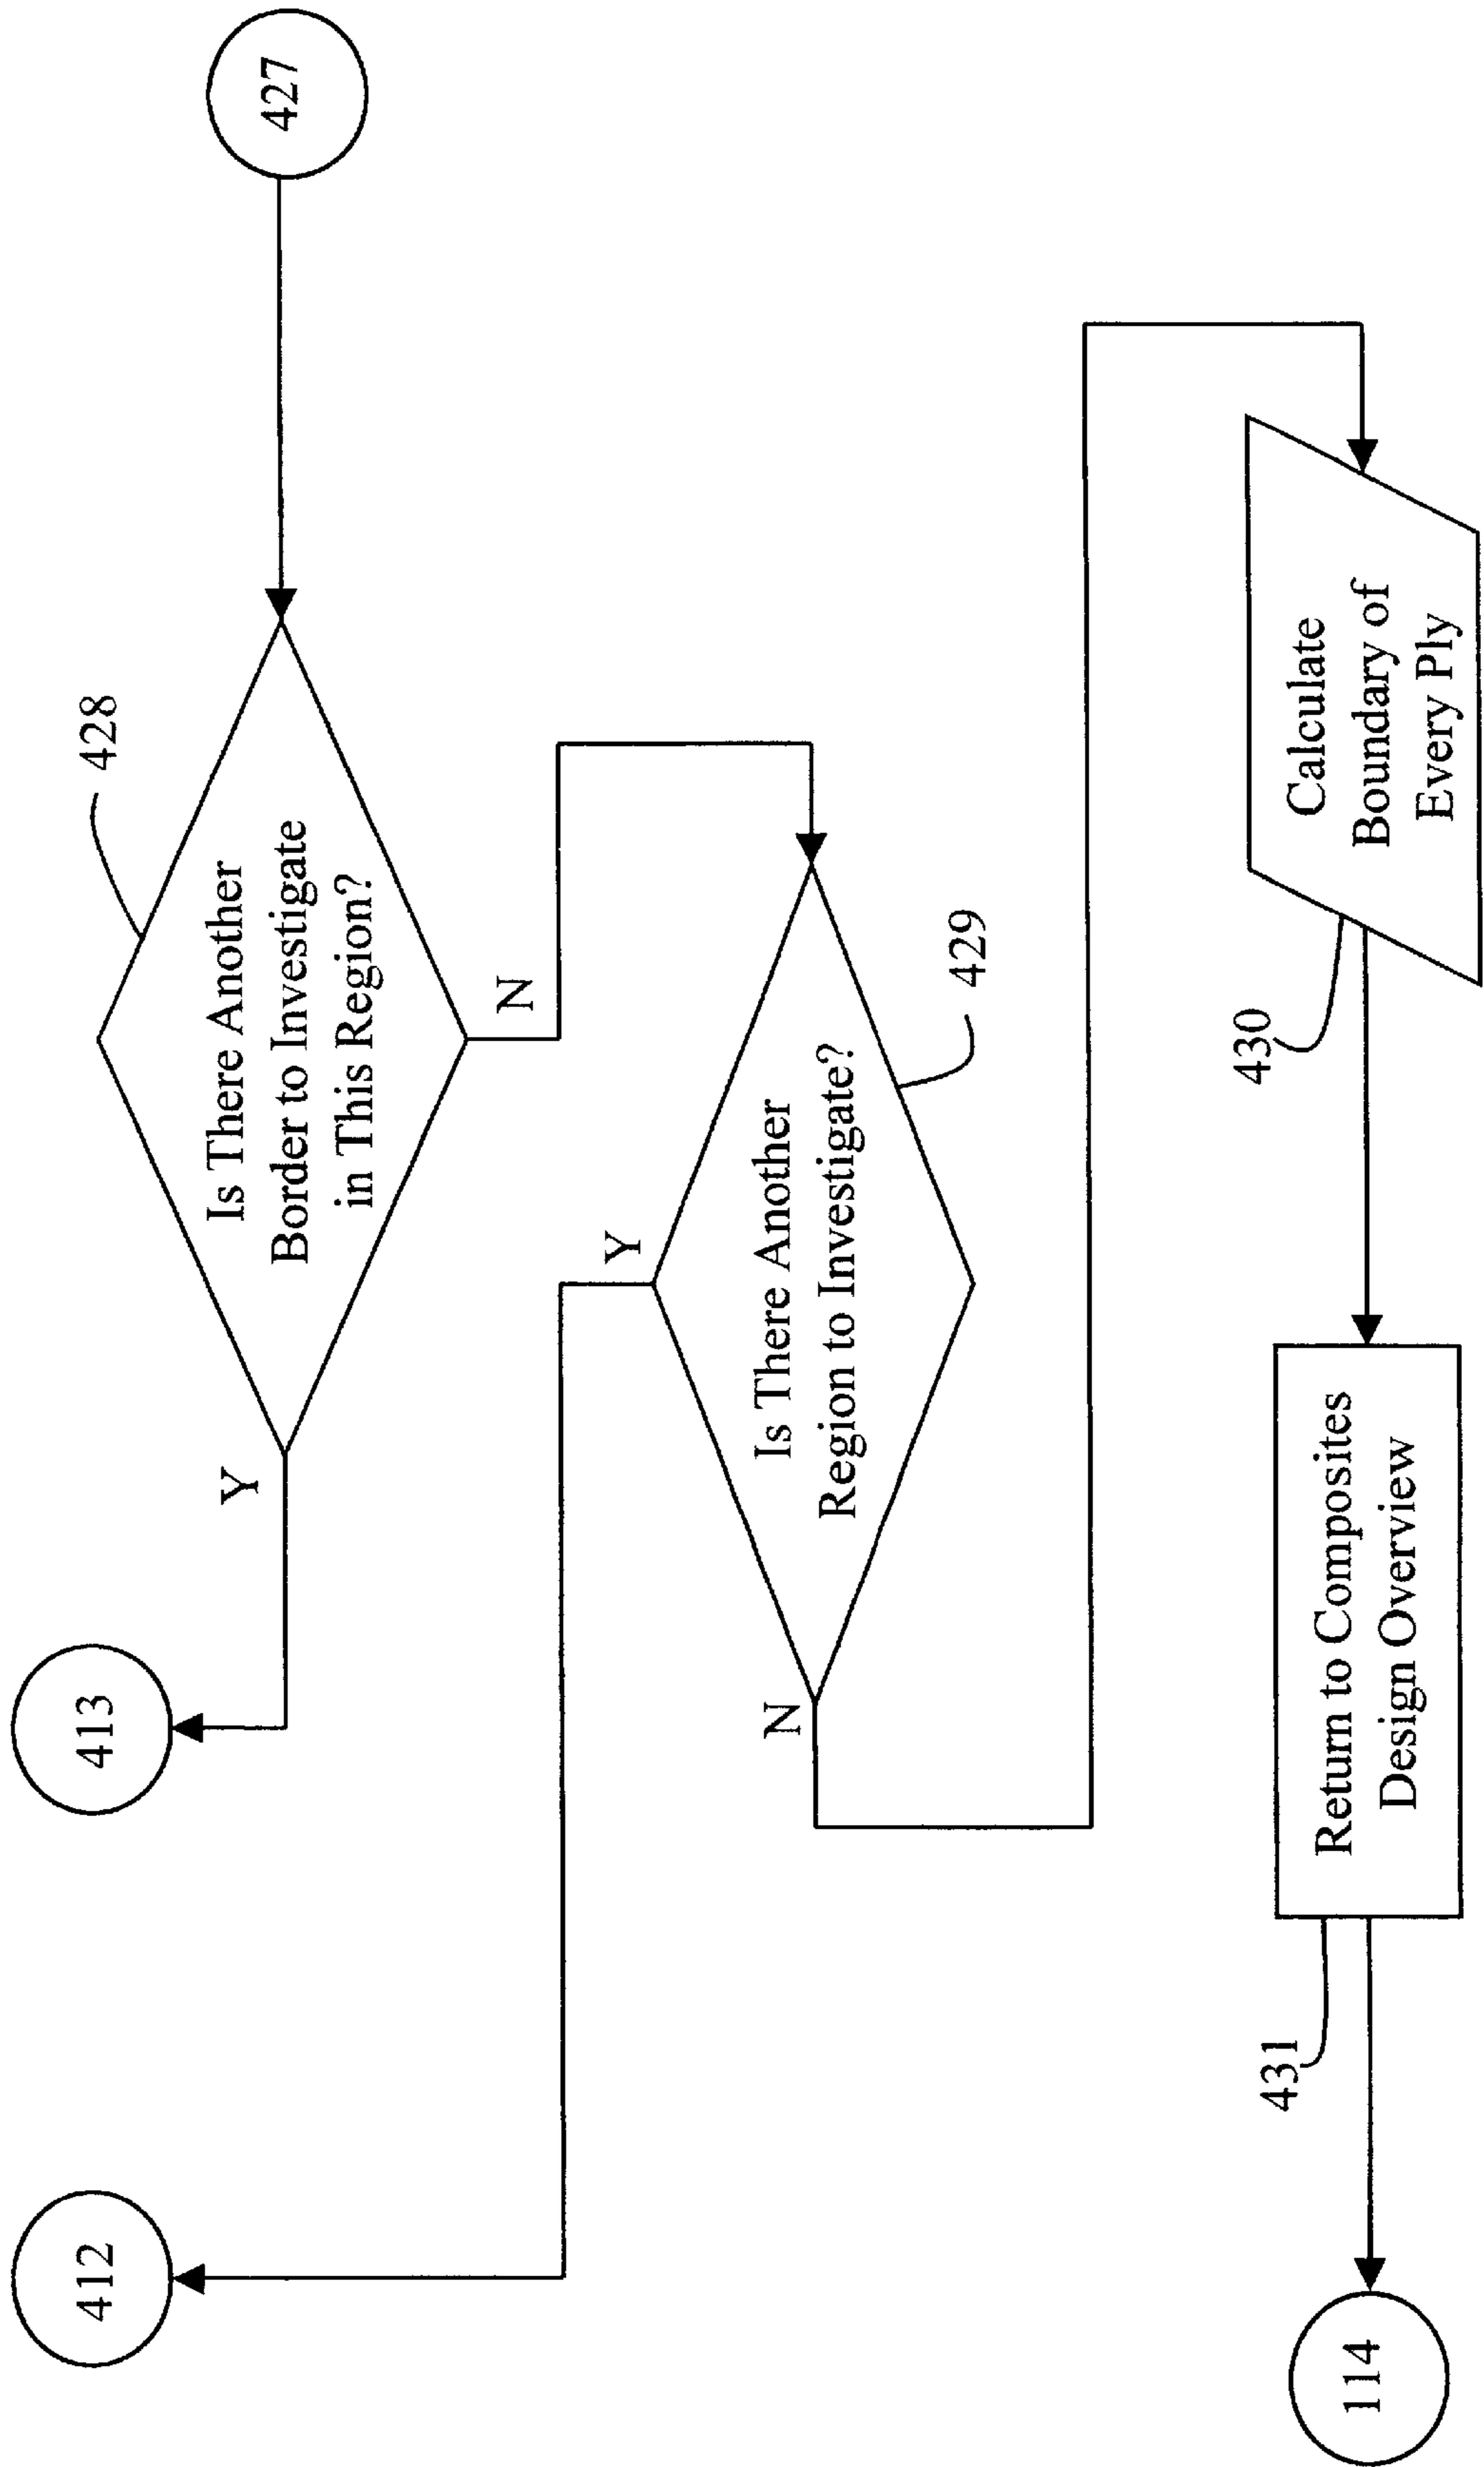 427
428
Is There Another
Border to Investigate
in This Region?
Y
N
413
412
Y
Is There Another
Region to Investigate?
429
N
Calculate
Boundary of
Every Ply
430
Return to Composites
Design Overview
431
114